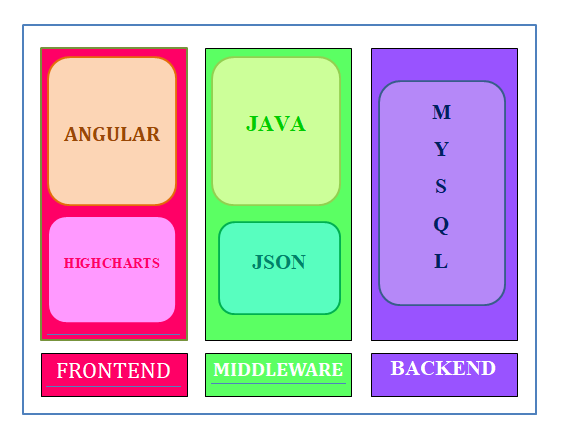 ANGULAR
HIGHCHARTS
FRONTEND
JAVA
JSON
MIDDLEWARE
M
Y
S
Q
L
BACKEND